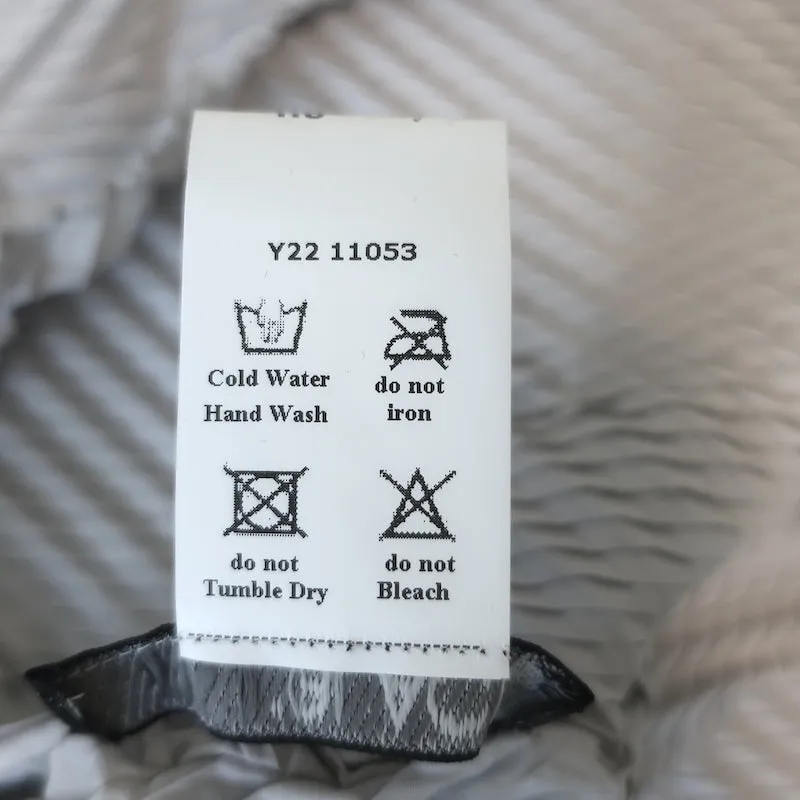 Y22 11053
Cold Water
Hand Wash
do not
iron
do not
Tumble Dry
do not
Bleach